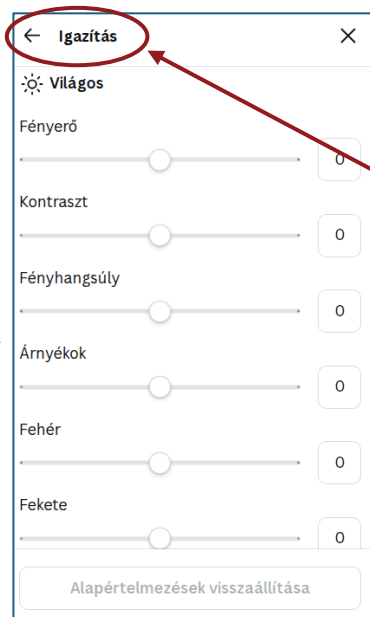 Igazítás
Világos
Fényerő
0
Kontraszt
0
Fényhangsúly
0
Árnyékok
0
Fehér
0
Fekete
0
Alapértelmezések visszaállítása